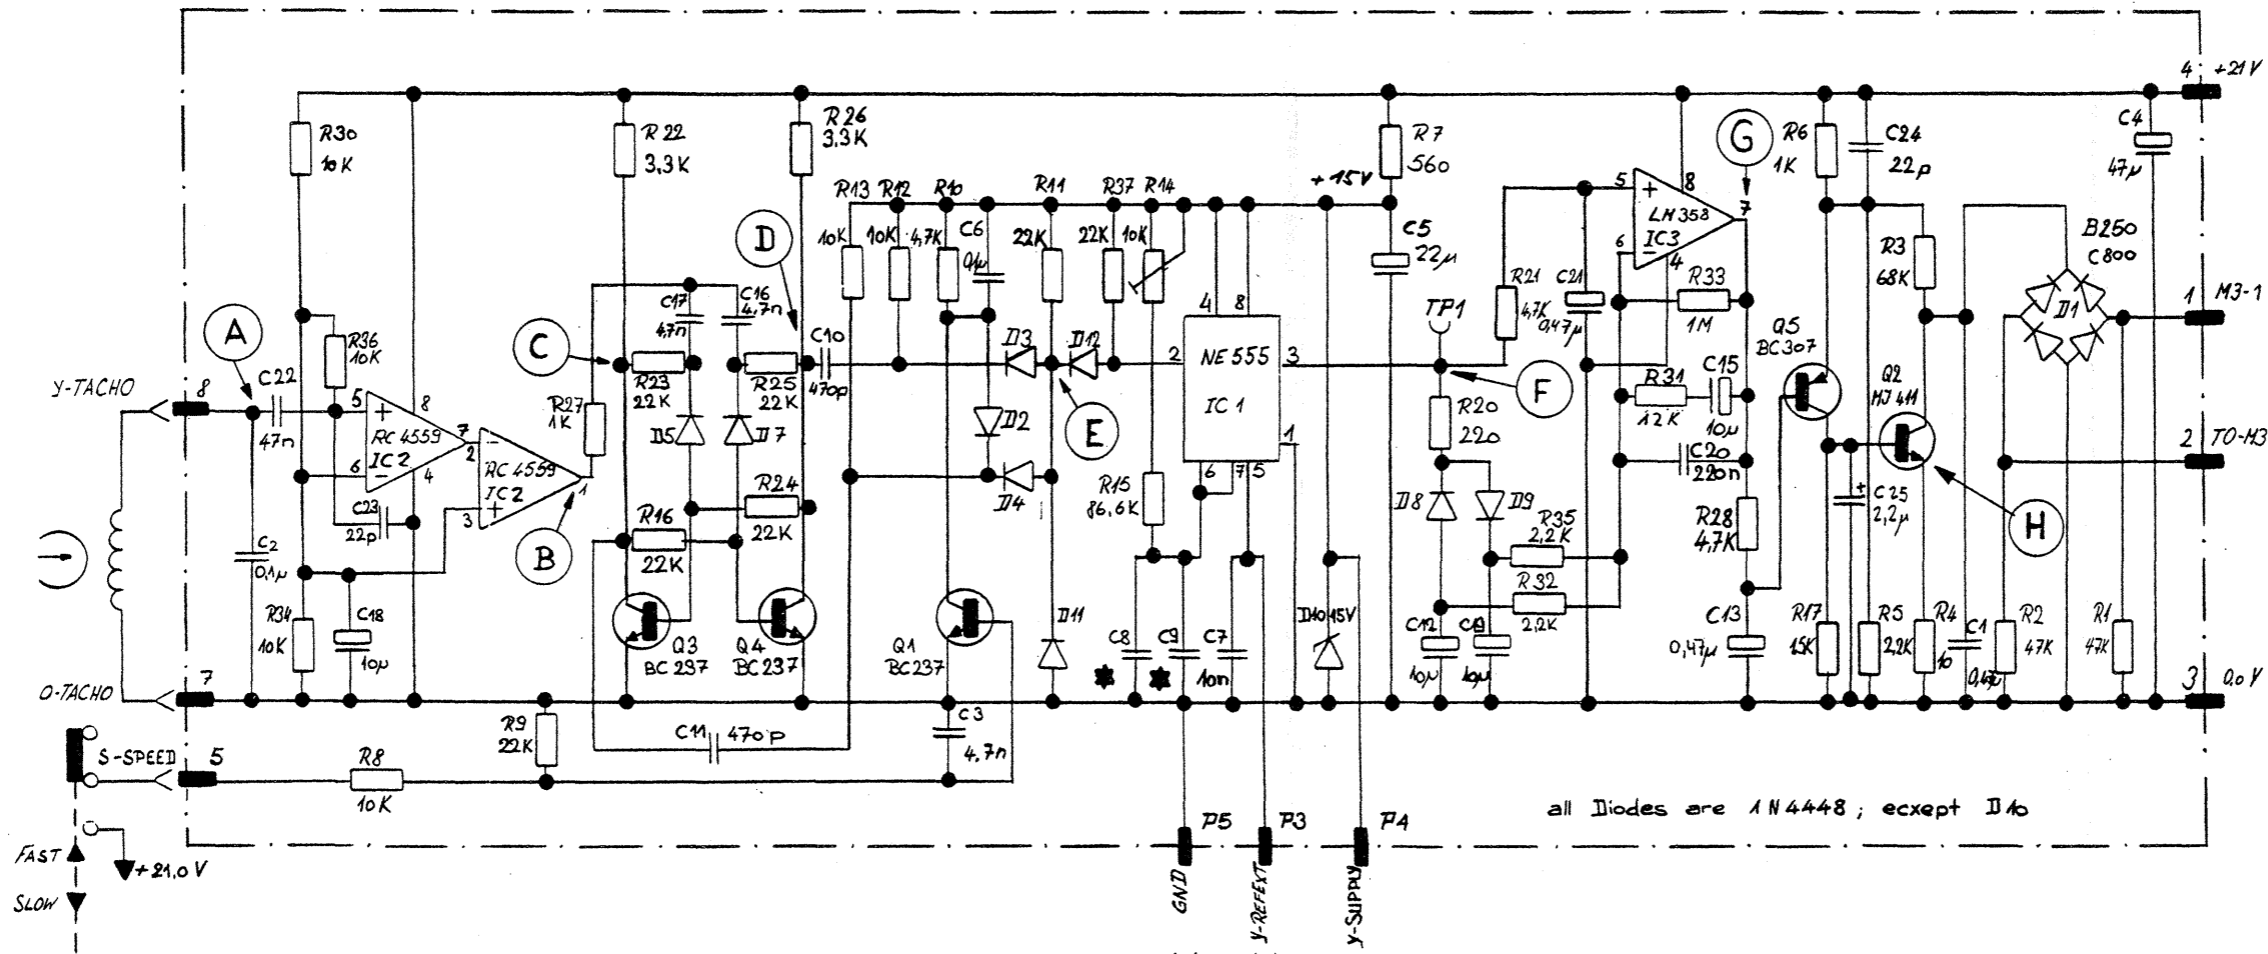 4 +21V
R30
10K
R22
3,3K
R26
3,3K
R7
560
+15V
G
R6
1K
C24
22p
C4
47µ
R13
R12
R10
R11
R37
R14
10K
10K
4,7K
C6
0,1µ
22K
22K
10K
C5
22µ
5
+
8
LM358
IC3
7
6
-
4
R3
68K
B250
C800
D1
1
M3-1
D
A
C
R36
10K
C17
4,7n
C16
4,7n
C10
470p
R23
22K
R25
22K
D3
D12
4
8
2
NE555
3
IC1
1
6
7
5
TP1
R21
4,7K
C21
0,47µ
R33
1M
Q5
BC307
Y-TACHO
8
C22
47n
5
+
8
RC4559
IC2
7
6
-
4
2
-
RC4559
IC2
1
3
+
R27
1K
D5
D7
D2
E
F
R31
12K
C15
10µ
Q2
MJ411
2
TO-M3
R20
220
C20
220n
D4
D8
D9
C23
22p
B
R16
22K
R24
22K
R15
86,6K
R35
2,2K
R32
2,2K
R28
4,7K
+
C25
2,2µ
H
C2
0,1µ
R34
10K
C18
10µ
Q3
BC237
Q4
BC237
Q1
BC237
D11
C8
C9
C7
10n
D10 15V
C12
10µ
10µ
C13
0,47µ
R17
15K
R5
2,2K
R4
10
C1
0,47µ
R2
47K
R1
47K
0-TACHO
7
3
0.0V
R9
22K
C11
470p
C3
4,7n
S-SPEED
5
R8
10K
all Diodes are 1N4448; ecxept D10
FAST
+21,0V
SLOW
P5
P3
P4
GND
Y-REFEXT
Y-SUPPLY